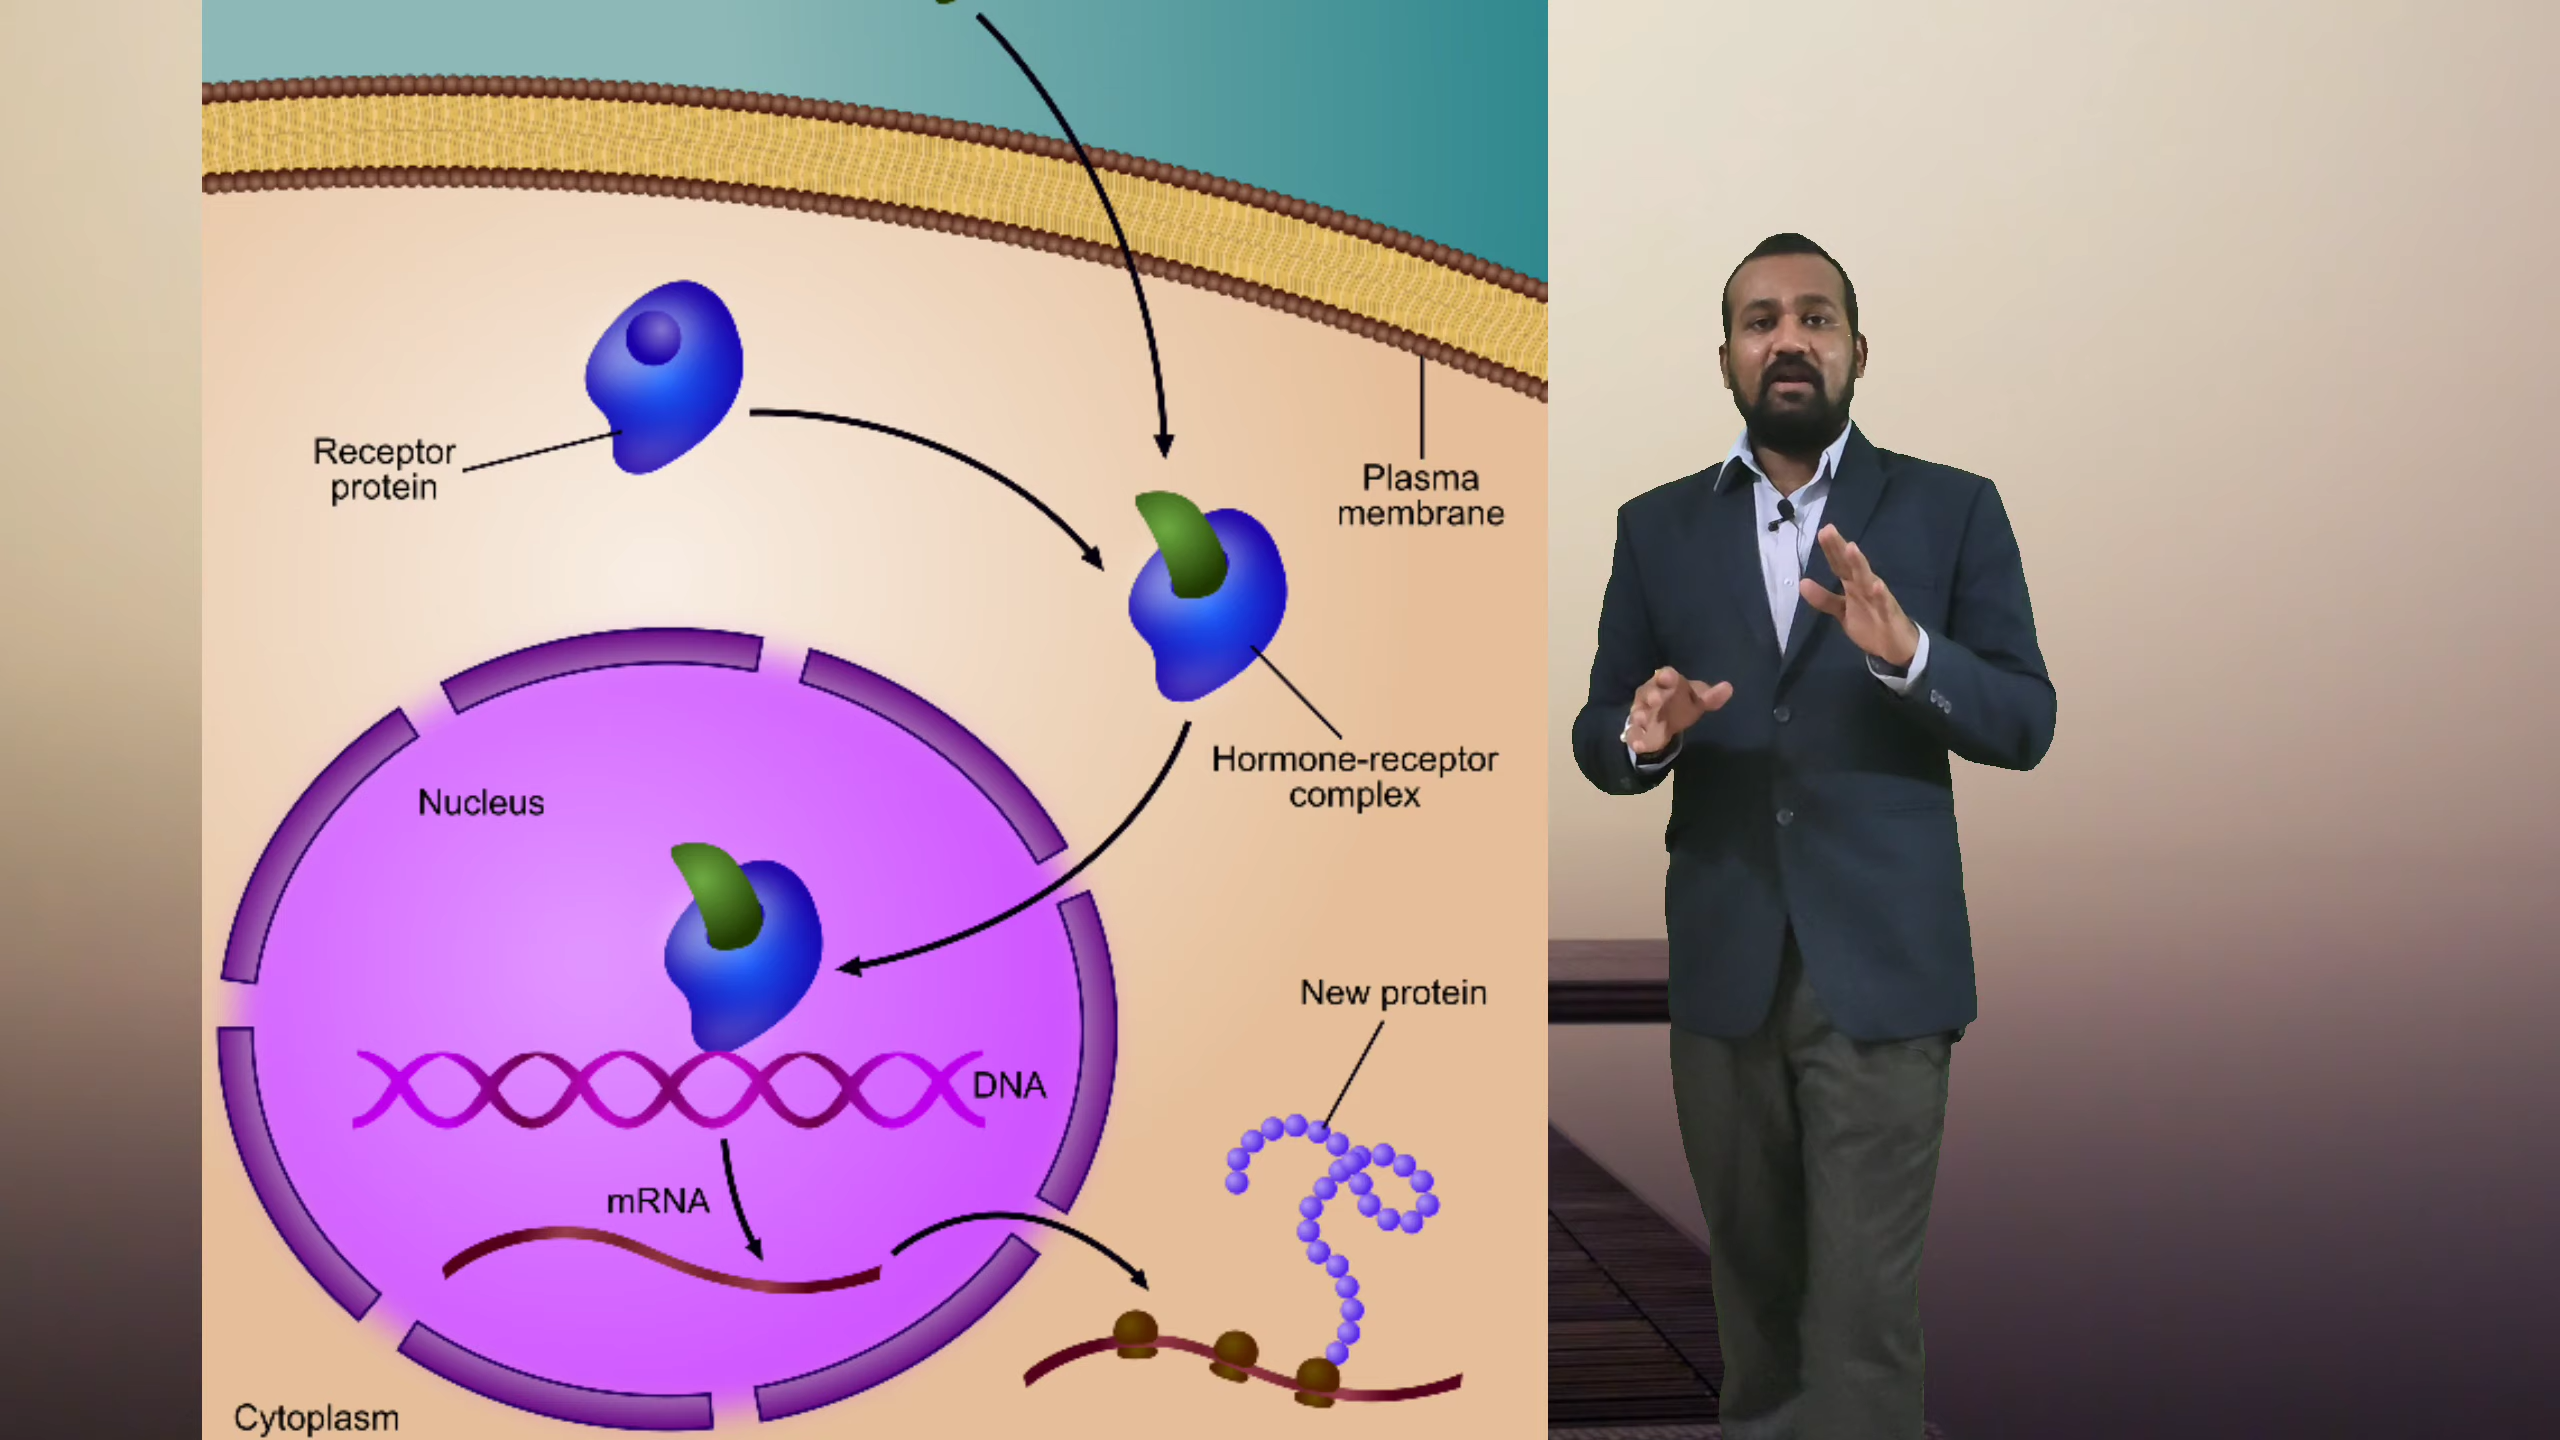 Receptor
protein
Plasma
membrane
Hormone-receptor
complex
Nucleus
New protein
DNA
mRNA
Cytoplasm